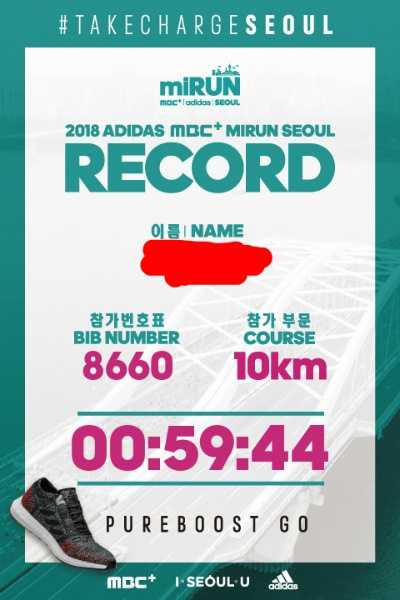 #TAKECHARGESEOUL
miRUN
MBC+ | adidas | SEOUL
2018 ADIDAS MBC+ MIRUN SEOUL
RECORD
이름 | NAME
참가번호표
BIB NUMBER
8660
참가 부문
COURSE
10km
00:59:44
PUREBOOST GO
MBC+ I·SEOUL·U adidas